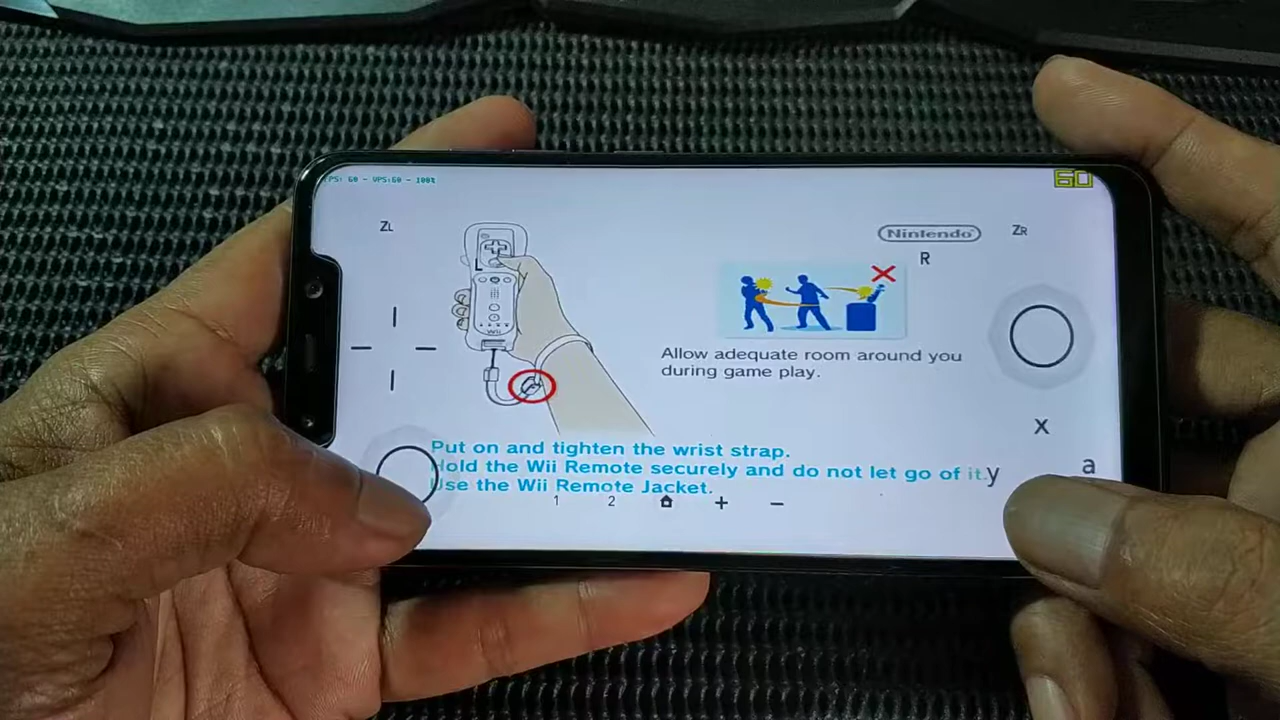 FPS: 60 - VPS:60 - 100%
60
ZL
Nintendo
ZR
R
L
Wii
Allow adequate room around you
during game play.
X
Put on and tighten the wrist strap.
Hold the Wii Remote securely and do not let go of it.
y
a
Use the Wii Remote Jacket.
1
2
+
-